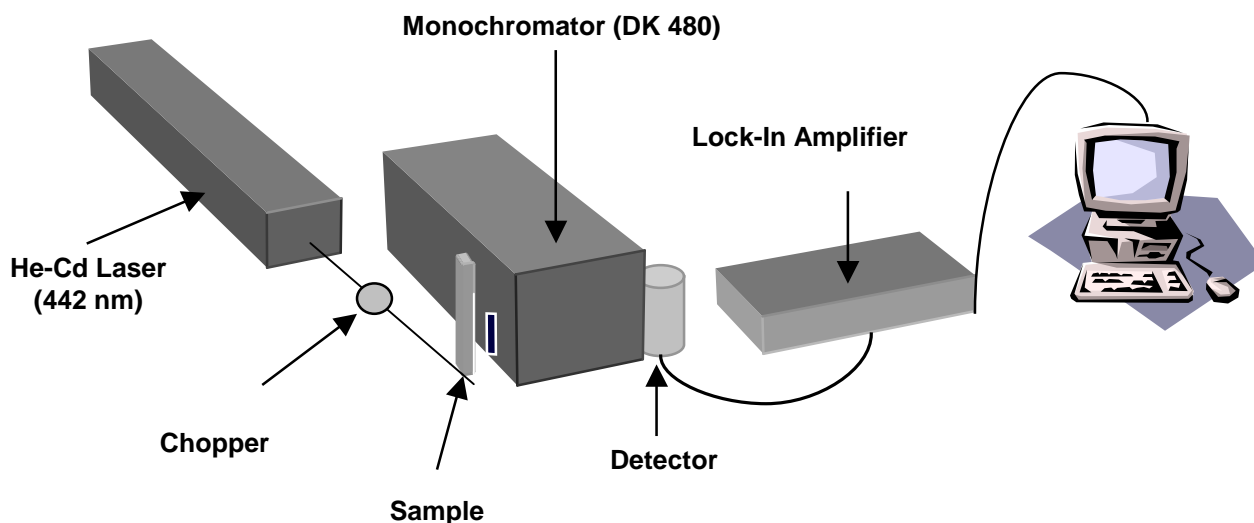 Monochromator (DK 480)
Lock-In Amplifier
He-Cd Laser
(442 nm)
Chopper
Detector
Sample